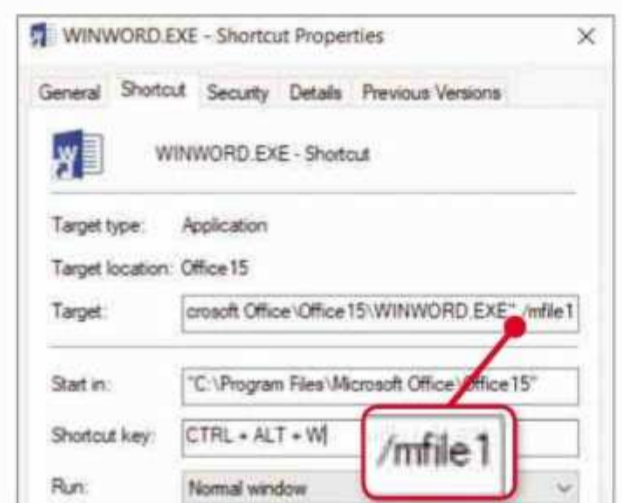 WINWORD.EXE - Shortcut Properties
General Shortcut Security Details Previous Versions
WINWORD.EXE - Shortcut
Target type: Application
Target location: Office15
Target: crosoft Office\Office15\WINWORD.EXE" /mfile1
Start in: "C:\Program Files\Microsoft Office\Office15"
Shortcut key: CTRL + ALT + W
/mfile1
Run: Normal window